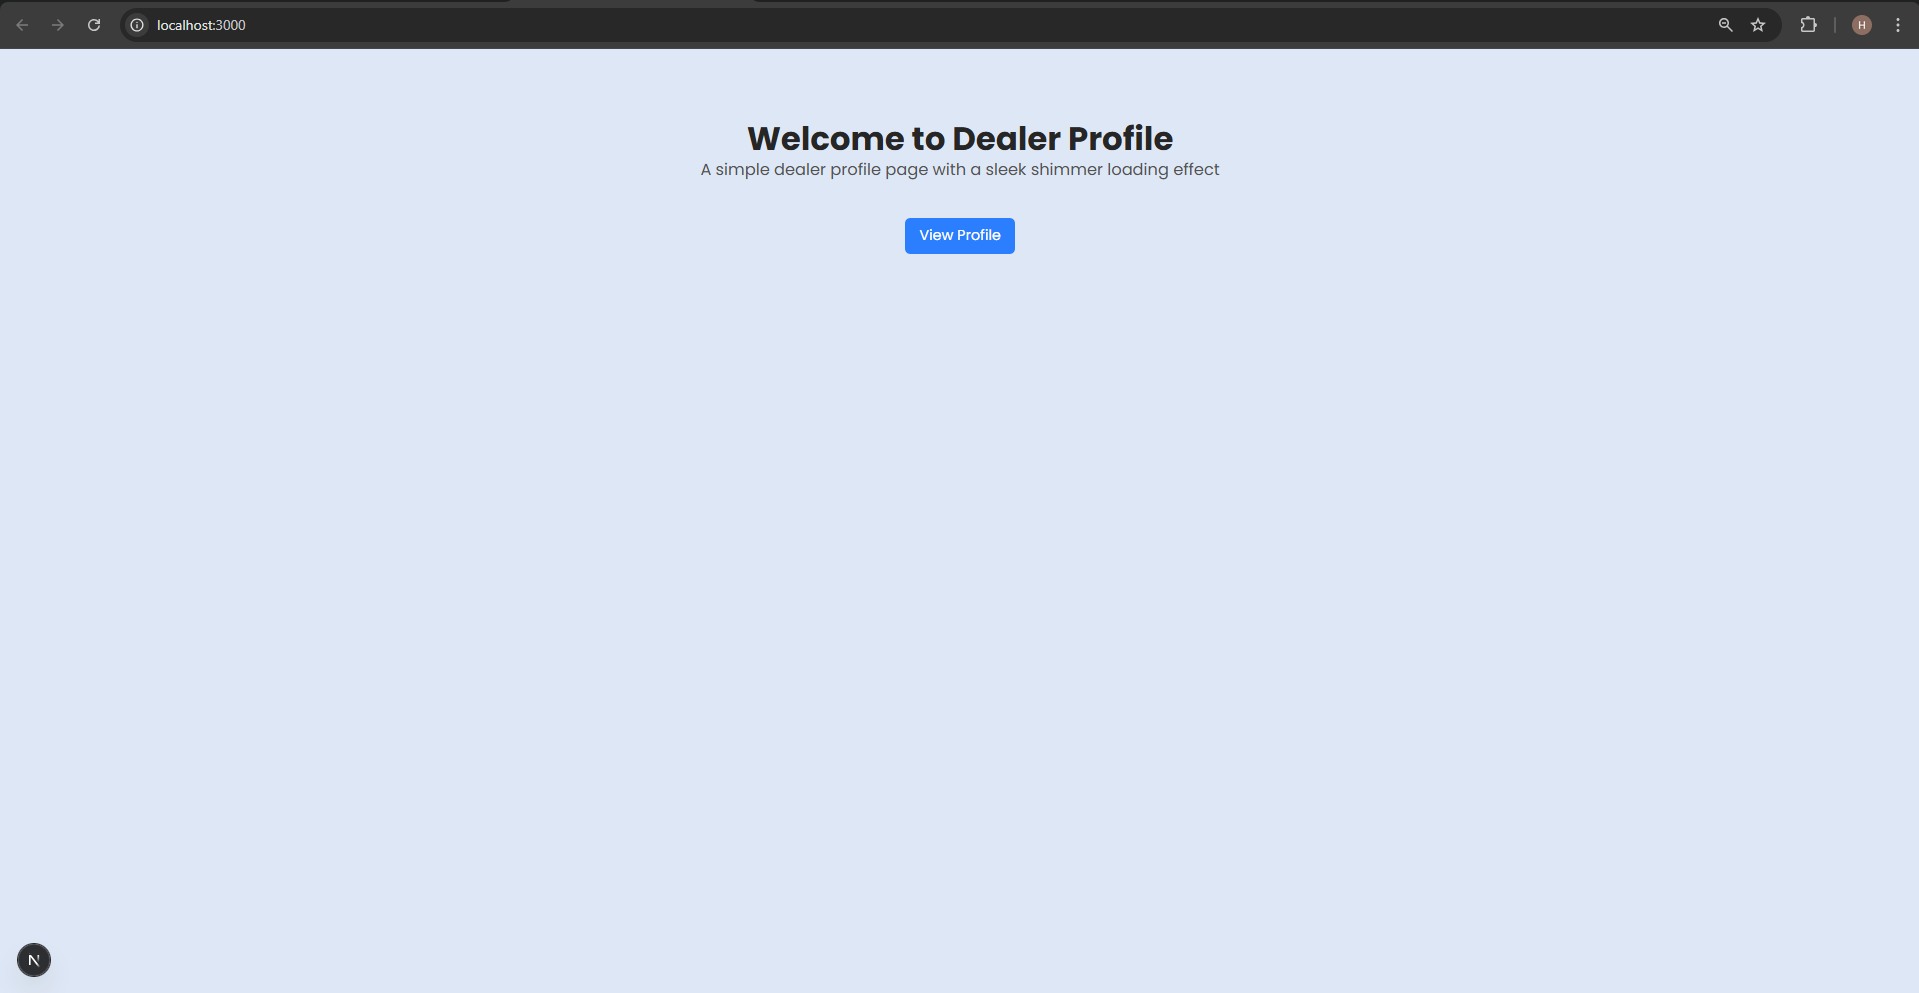 localhost:3000
H
Welcome to Dealer Profile
A simple dealer profile page with a sleek shimmer loading effect
View Profile
N